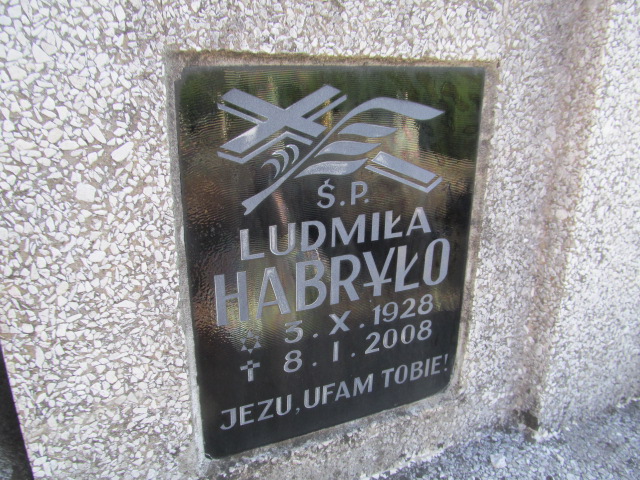 Ś.P.
LUDMIŁA
HABRYŁO
3. X. 1928
✝ 8. I. 2008
JEZU, UFAM TOBIE!